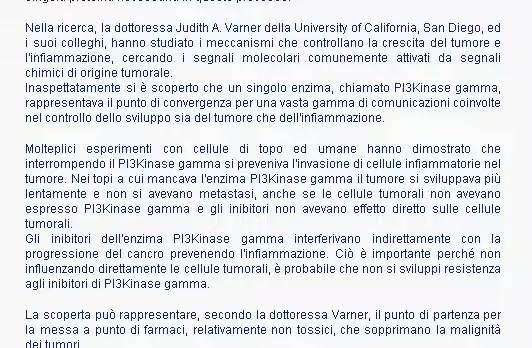 Nella ricerca, la dottoressa Judith A. Varner della University of California, San Diego, ed
i suoi colleghi, hanno studiato i meccanismi che controllano la crescita del tumore e
l'infiammazione, cercando i segnali molecolari comunemente attivati da segnali
chimici di origine tumorale.
Inaspettatamente si è scoperto che un singolo enzima, chiamato PI3Kinase gamma,
rappresentava il punto di convergenza per una vasta gamma di comunicazioni coinvolte
nel controllo dello sviluppo sia del tumore che dell'infiammazione.
Molteplici esperimenti con cellule di topo ed umane hanno dimostrato che
interrompendo il PI3Kinase gamma si preveniva l'invasione di cellule infiammatorie nel
tumore. Nei topi a cui mancava l'enzima PI3Kinase gamma il tumore si sviluppava più
lentamente e non si avevano metastasi, anche se le cellule tumorali non avevano
espresso PI3Kinase gamma e gli inibitori non avevano effetto diretto sulle cellule
tumorali.
Gli inibitori dell'enzima PI3Kinase gamma interferivano indirettamente con la
progressione del cancro prevenendo l'infiammazione. Ciò è importante perché non
influenzando direttamente le cellule tumorali, è probabile che non si sviluppi resistenza
agli inibitori di PI3Kinase gamma.
La scoperta può rappresentare, secondo la dottoressa Varner, il punto di partenza per
la messa a punto di farmaci, relativamente non tossici, che sopprimano la malignità
dei tumori